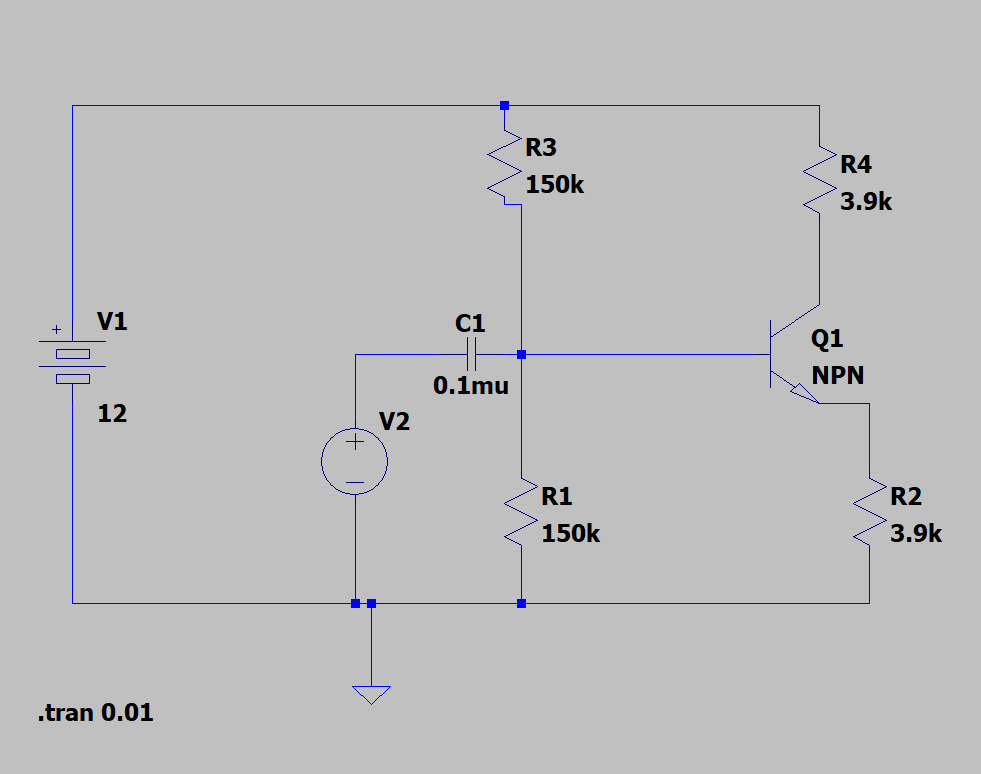 R3
150k
R4
3.9k
V1
12
C1
0.1mu
Q1
NPN
V2
R1
150k
R2
3.9k
.tran 0.01